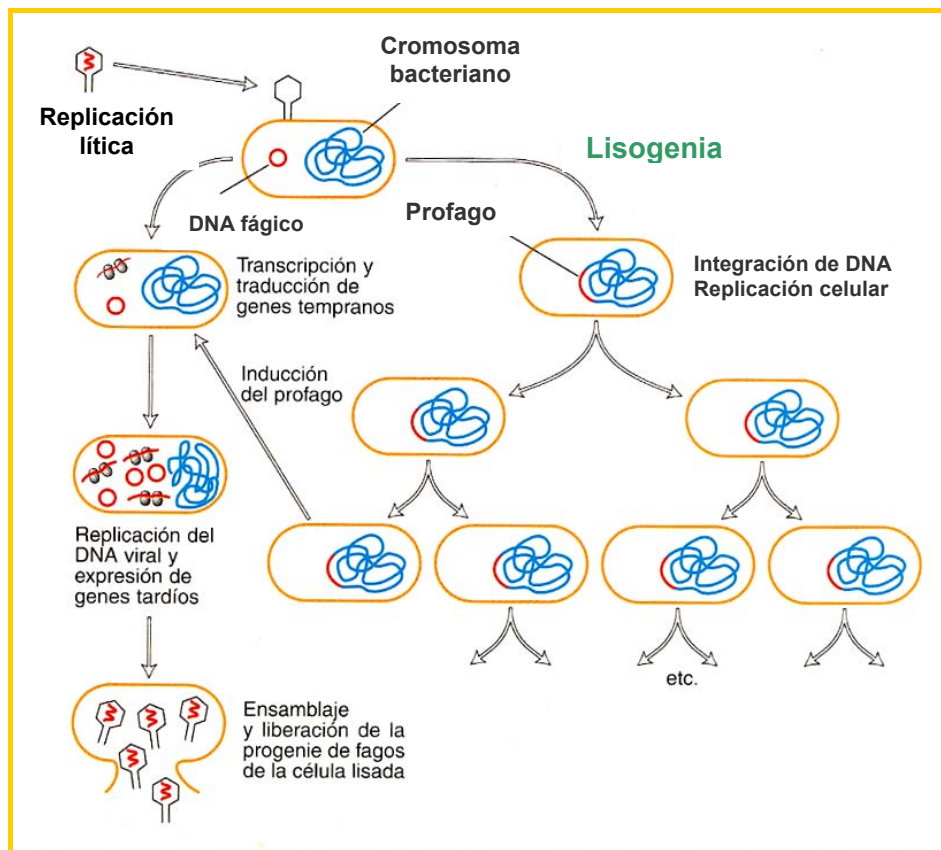 Cromosoma
bacteriano
Replicación
lítica
Lisogenia
DNA fágico
Profago
Transcripción y
traducción de
genes tempranos
Integración de DNA
Replicación celular
Inducción
del profago
Replicación del
DNA viral y
expresión de
genes tardíos
etc.
Ensamblaje
y liberación de la
progenie de fagos
de la célula lisada